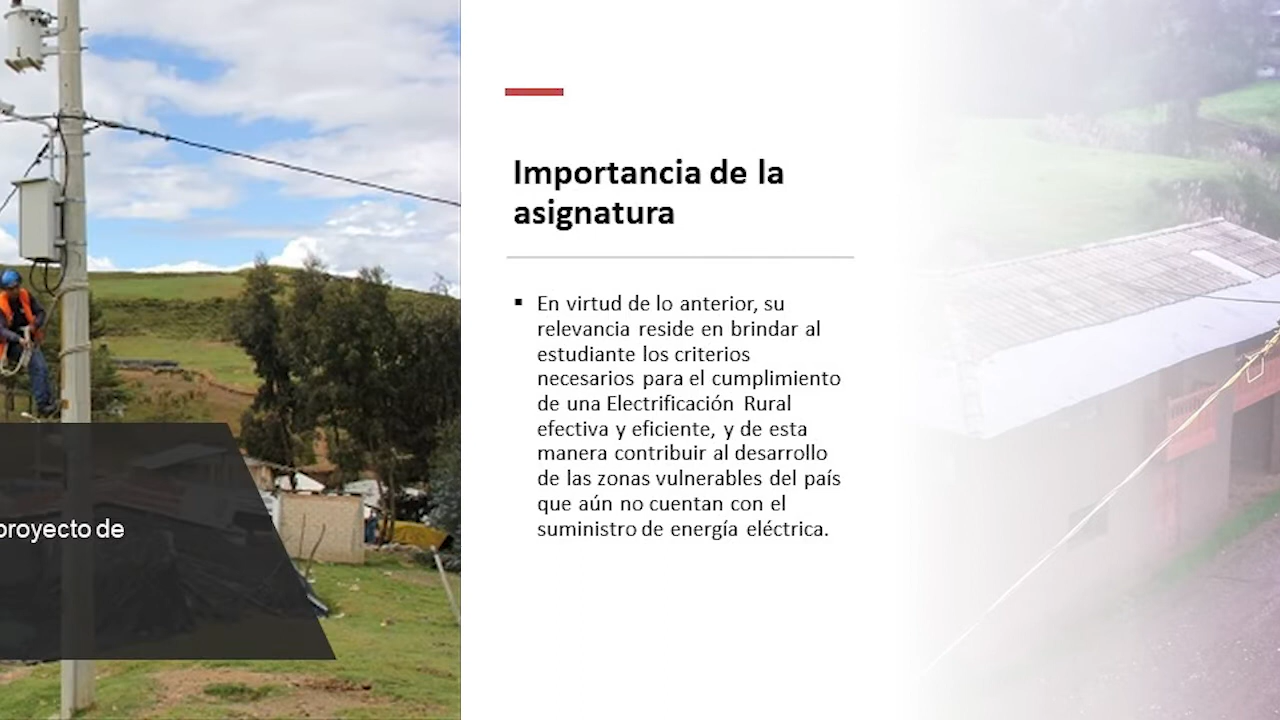 Importancia de la
asignatura
En virtud de lo anterior, su
relevancia reside en brindar al
estudiante los criterios
necesarios para el cumplimiento
de una Electrificación Rural
efectiva y eficiente, y de esta
manera contribuir al desarrollo
de las zonas vulnerables del país
que aún no cuentan con el
suministro de energía eléctrica.
proyecto de